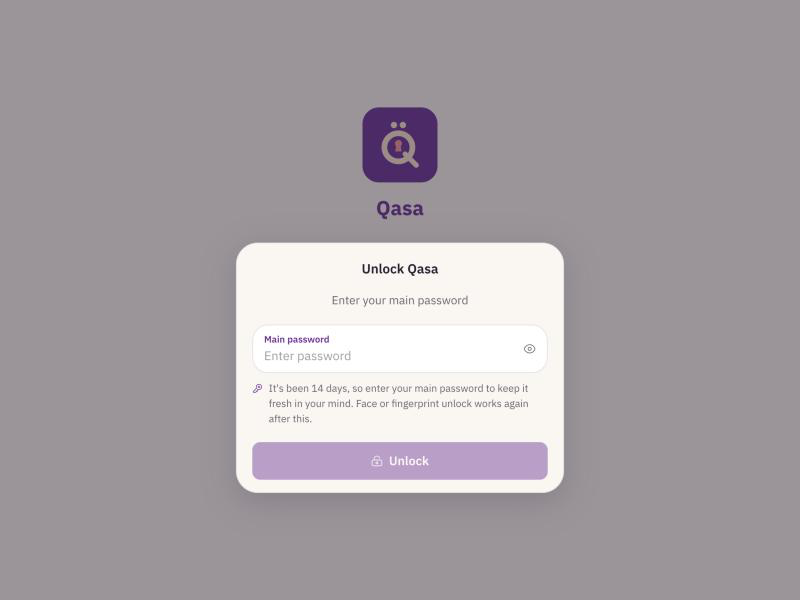 Qasa
Unlock Qasa
Enter your main password
Main password
Enter password
It's been 14 days, so enter your main password to keep it
fresh in your mind. Face or fingerprint unlock works again
after this.
Unlock